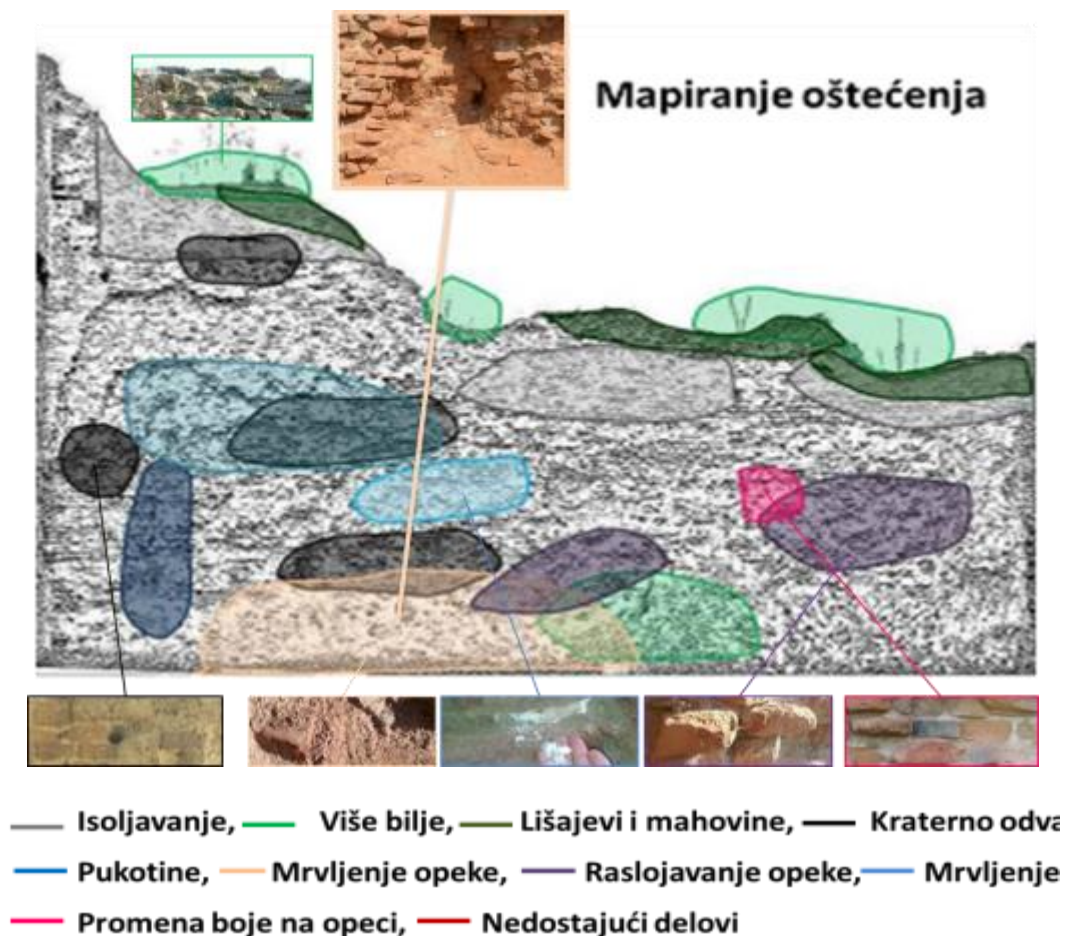 Mapiranje oštećenja
Isoljavanje, Više bilje, Lišajevi i mahovine, Kraterno odva
Pukotine, Mrvljenje opeke, Raslojavanje opeke, Mrvljenje
Promena boje na opeci, Nedostajući delovi